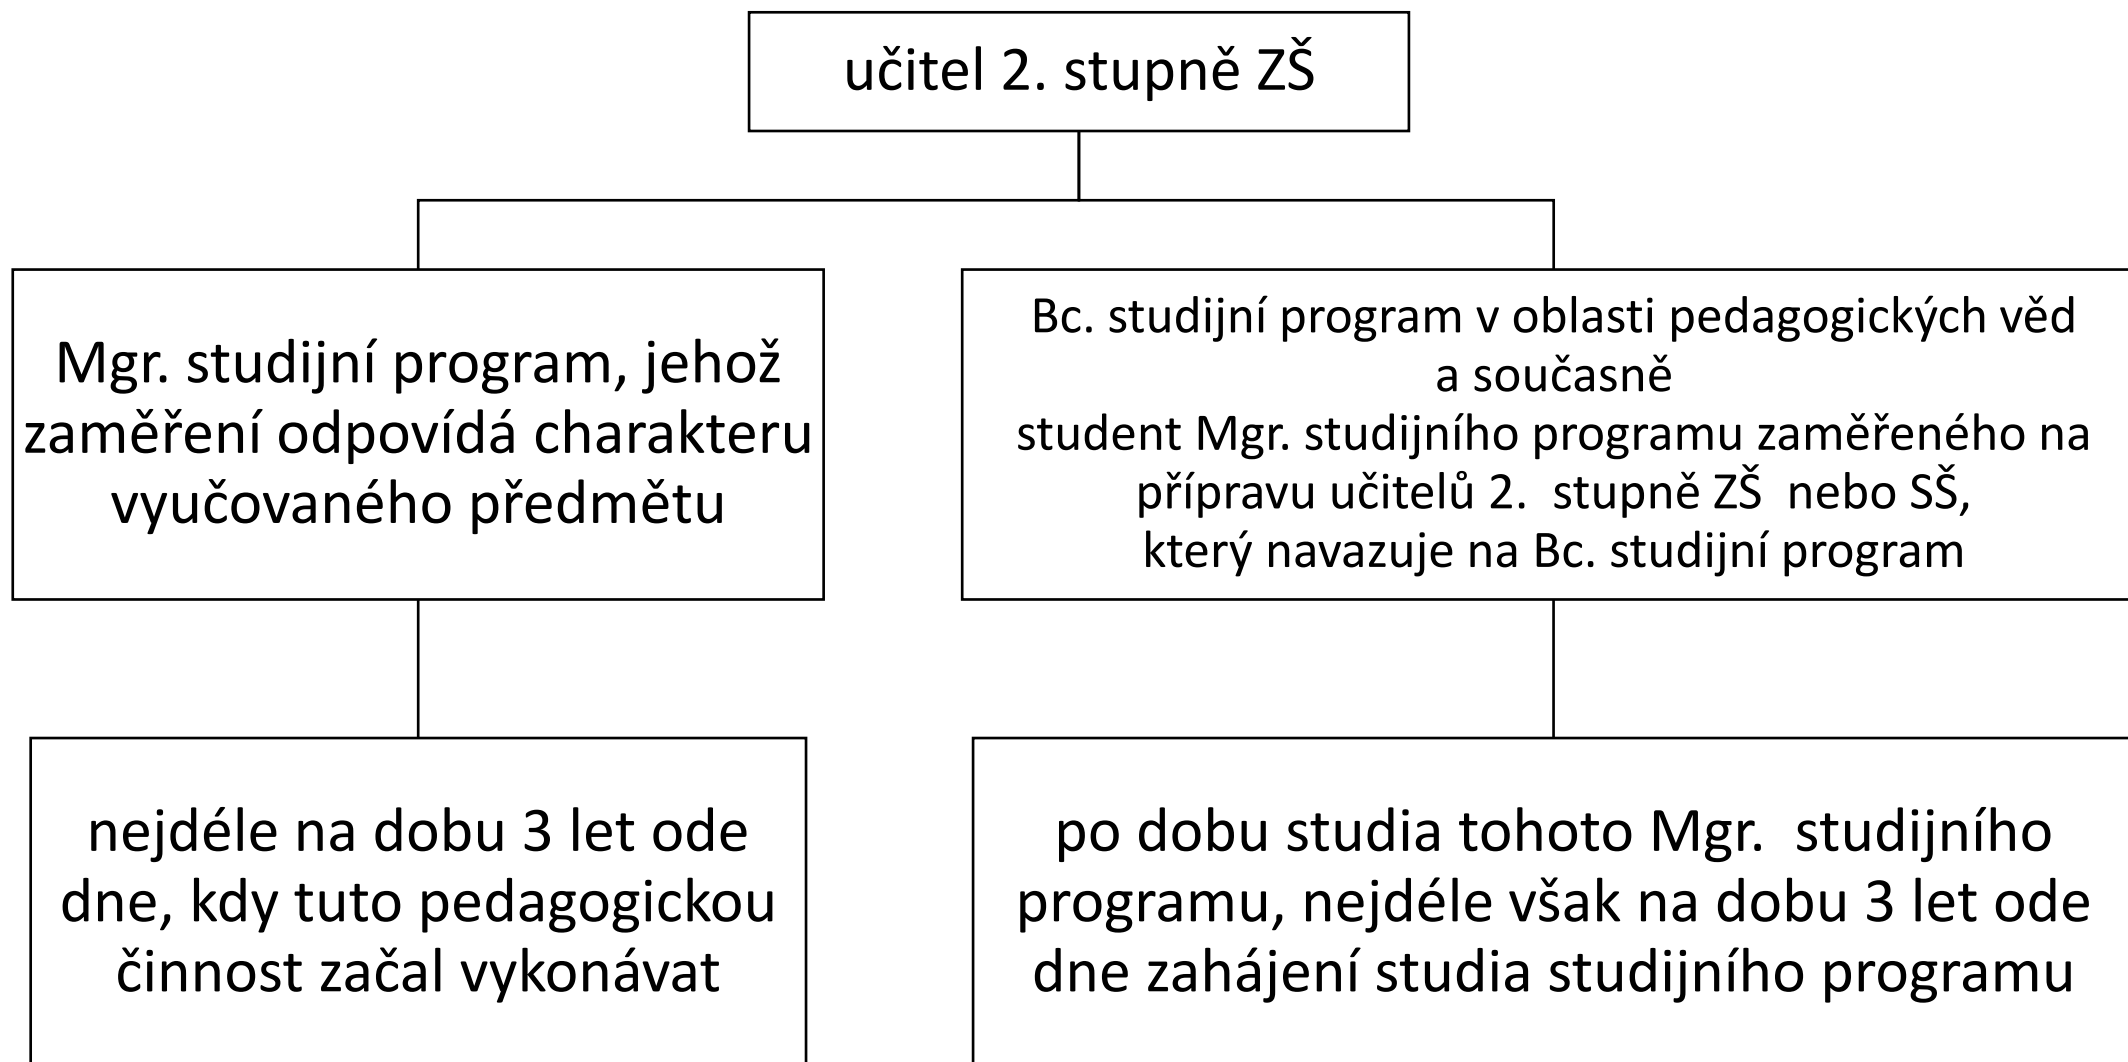 učitel 2. stupně ZŠ
Mgr. studijní program, jehož
zaměření odpovídá charakteru
vyučovaného předmětu
Bc. studijní program v oblasti pedagogických věd
a současně
student Mgr. studijního programu zaměřeného na
přípravu učitelů 2. stupně ZŠ nebo SŠ,
který navazuje na Bc. studijní program
nejdéle na dobu 3 let ode
dne, kdy tuto pedagogickou
činnost začal vykonávat
po dobu studia tohoto Mgr. studijního
programu, nejdéle však na dobu 3 let ode
dne zahájení studia studijního programu